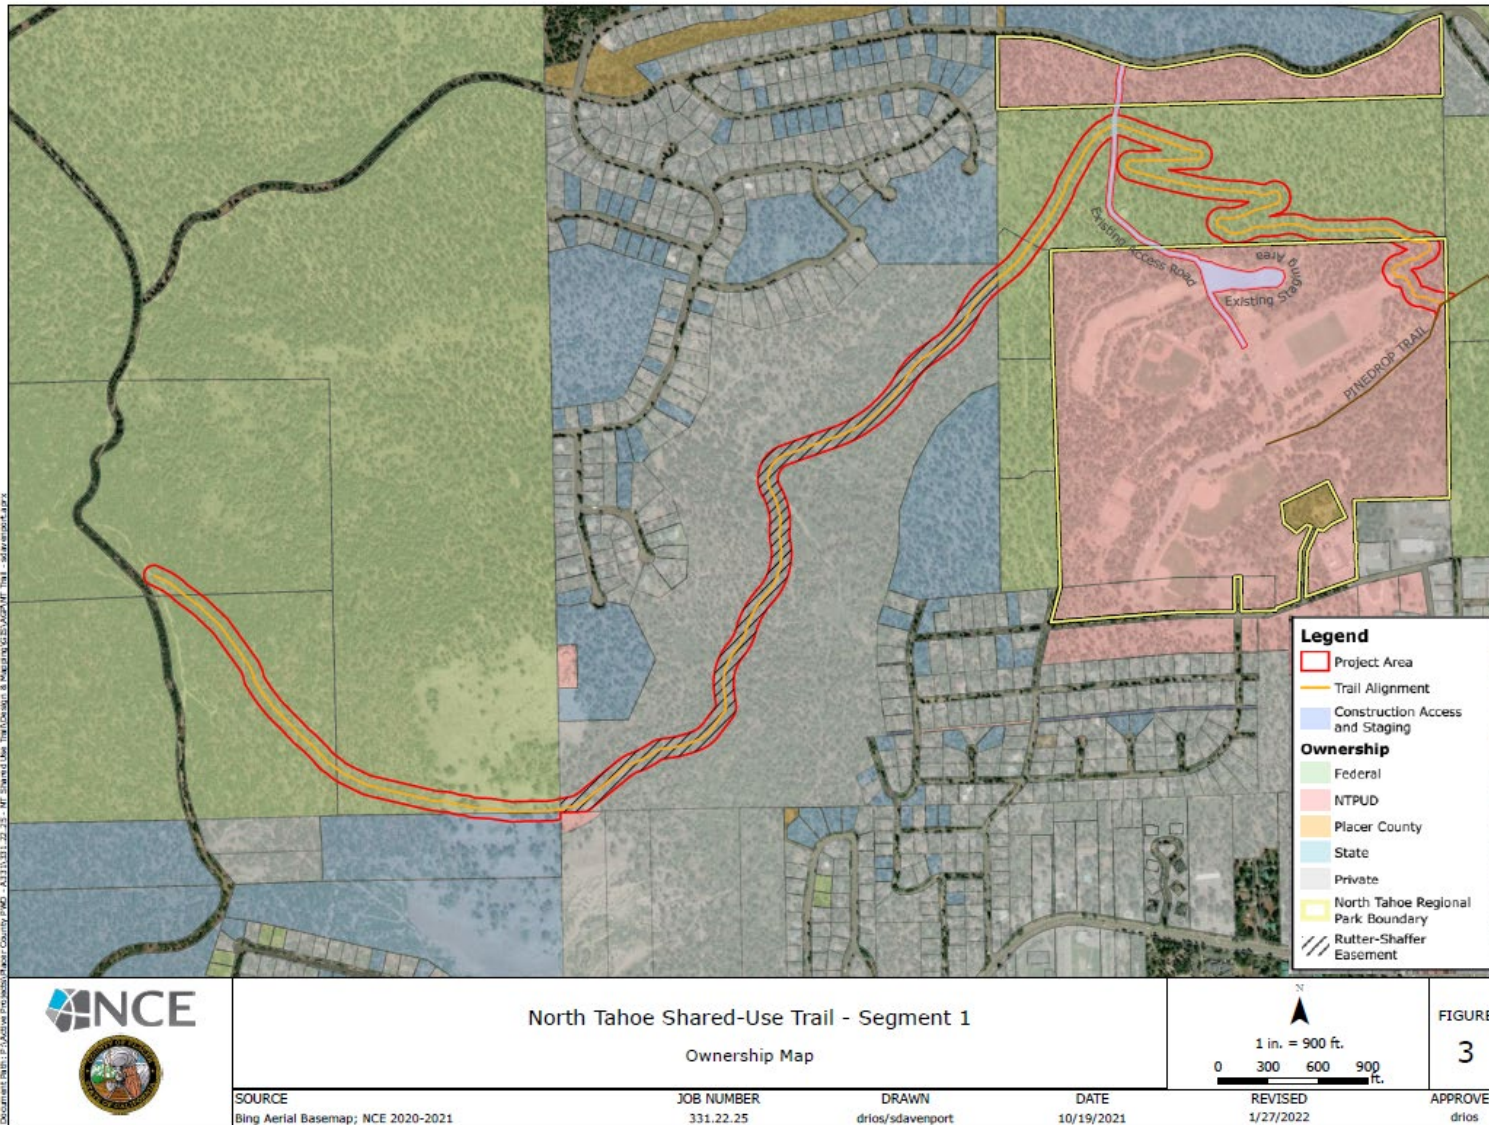 Existing Access Road
Existing Staging Area
PINEDROP TRAIL
Legend
Project Area
Trail Alignment
Construction Access
and Staging
Ownership
Federal
NTPUD
Placer County
State
Private
North Tahoe Regional
Park Boundary
Rutter-Shaffer
Easement
NCE
North Tahoe Shared-Use Trail - Segment 1
Ownership Map
N
1 in. = 900 ft.
0 300 600 900
ft.
FIGURE
3
SOURCE
Bing Aerial Basemap; NCE 2020-2021
JOB NUMBER
331.22.25
DRAWN
drios/sdavenport
DATE
10/19/2021
REVISED
1/27/2022
APPROVE
drios